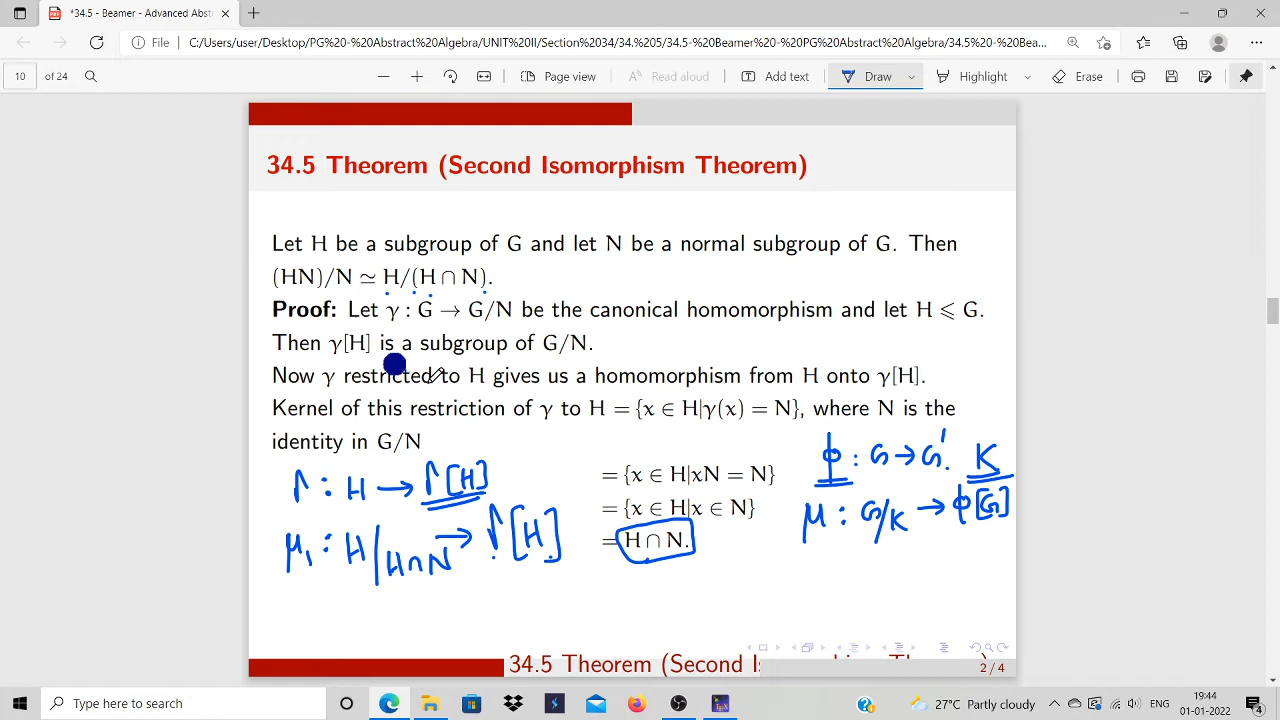 *34.5 - Beamer - Advanced Abst
File C:/Users/user/Desktop/PG%20-%20Abstract%20Algebra/UNIT%20II/Section%2034/34.%205/34.5-%20Beamer%20-%20PG%20Abstract%20Algebra/34.5%20-%20Bea...
10 of 24 Page view Read aloud Add text Draw Highlight Erase
34.5 Theorem (Second Isomorphism Theorem)
Let H be a subgroup of G and let N be a normal subgroup of G. Then
(HN)/N ≃ H/(H ∩ N).
Proof: Let γ : G → G/N be the canonical homomorphism and let H ⩽ G.
Then γ[H] is a subgroup of G/N.
Now γ restricted to H gives us a homomorphism from H onto γ[H].
Kernel of this restriction of γ to H = {x ∈ H|γ(x) = N}, where N is the
identity in G/N
= {x ∈ H|xN = N}
= {x ∈ H|x ∈ N}
= H ∩ N.
ϕ : G → G'. K
μ : G/K → ϕ[G]
γ : H → γ[H]
μ₁ : H/H∩N → γ[H]
34.5 Theorem (Second
2/4
Type here to search
27°C Partly cloudy
ENG
19:44
01-01-2022
4